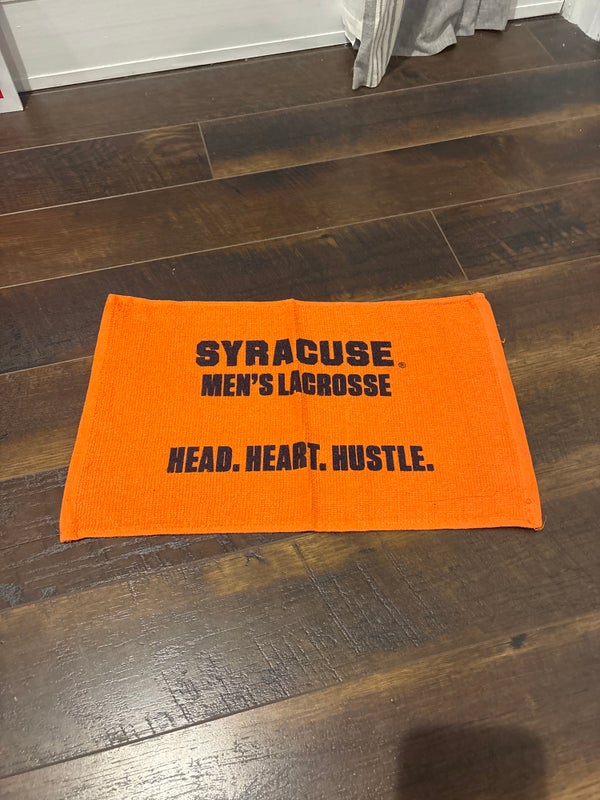 SYRACUSE®
MEN'S LACROSSE
HEAD. HEART. HUSTLE.